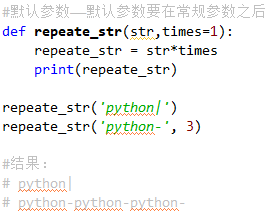 #默认参数——默认参数要在常规参数之后
def repeate_str(str,times=1):
    repeate_str = str*times
    print(repeate_str)
repeate_str('python|')
repeate_str('python-', 3)
#结果：
# python|
# python-python-python-